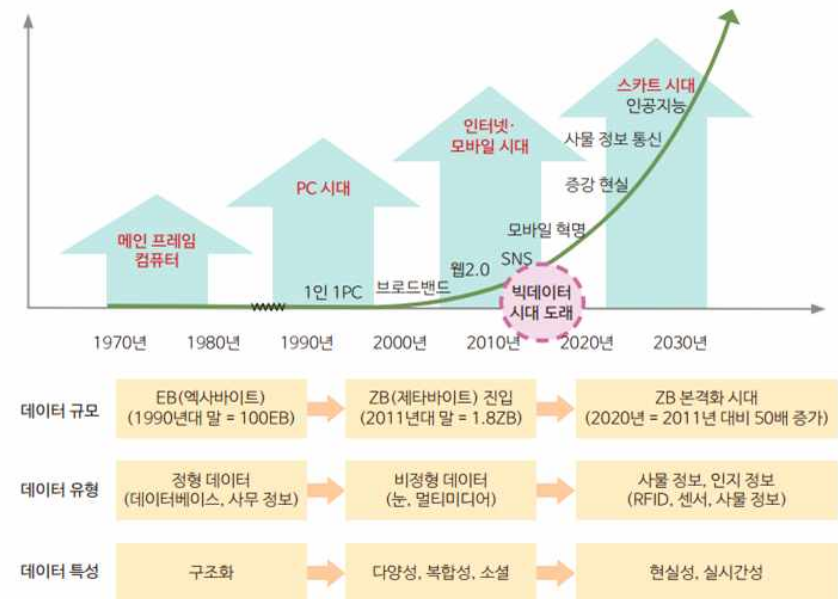 스카트 시대
인공지능
인터넷·
모바일 시대
사물 정보 통신
PC 시대
증강 현실
메인 프레임
컴퓨터
모바일 혁명
SNS
웹2.0
브로드밴드
1인 1PC
빅데이터
시대 도래
1970년 1980년 1990년 2000년 2010년 2020년 2030년
데이터 규모
EB(엑사바이트)
(1990년대 말 = 100EB)
ZB(제타바이트) 진입
(2011년대 말 = 1.8ZB)
ZB 본격화 시대
(2020년 = 2011년 대비 50배 증가)
데이터 유형
정형 데이터
(데이터베이스, 사무 정보)
비정형 데이터
(눈, 멀티미디어)
사물 정보, 인지 정보
(RFID, 센서, 사물 정보)
데이터 특성
구조화
다양성, 복합성, 소셜
현실성, 실시간성